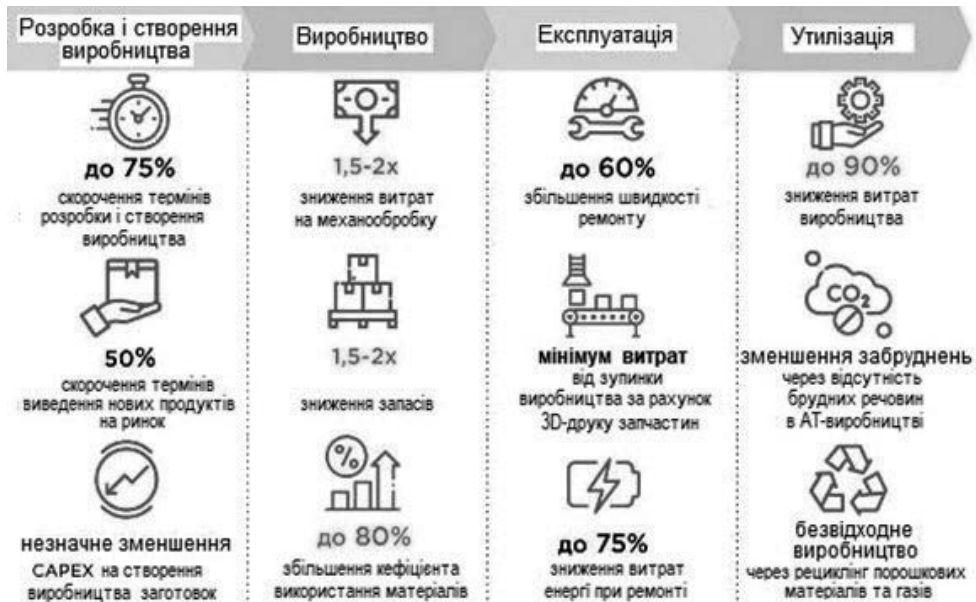 Розробка і створення
виробництва
Виробництво
Експлуатація
Утилізація
до 75%
скорочення термінів
розробки і створення
виробництва
1,5-2x
зниження витрат
на механообробку
до 60%
збільшення швидкості
ремонту
до 90%
зниження витрат
виробництва
50%
скорочення термінів
виведення нових продуктів
на ринок
1,5-2x
зниження запасів
мінімум витрат
від зупинки
виробництва за рахунок
3D-друку запчастин
CO₂
зменшення забруднень
через відсутність
брудних речовин
в АТ-виробництві
незначне зменшення
CAPEX на створення
виробництва заготовок
%
до 80%
збільшення кефіцієнта
використання матеріалів
до 75%
зниження витрат
енергі при ремонті
безвідходне
виробництво
через рециклінг порошкових
матеріалів та газів